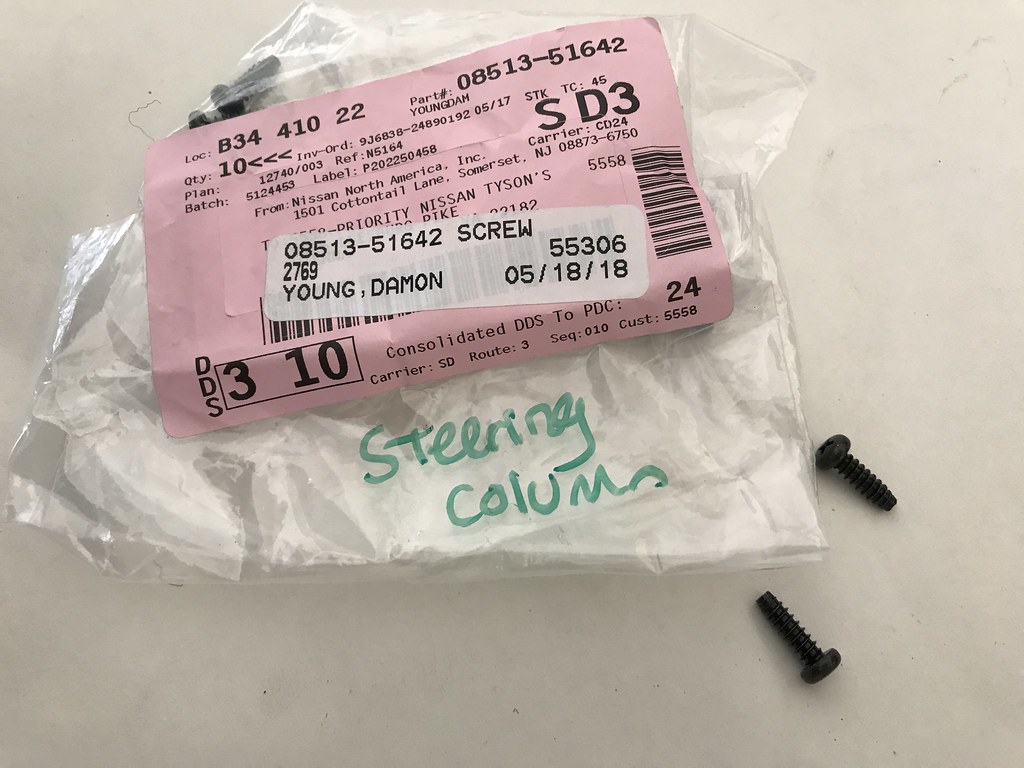 Loc: B34 410 22 Part#: 08513-51642
YOUNGDAM
Qty: 10<<< Inv-Ord: 9J6838-24890192 05/17 STK TC: 45
SD3
Plan: 12740/003 Ref:N5164 Carrier: CD24
Batch: 5124453 Label: P202250458
From: Nissan North America, Inc.
1501 Cottontail Lane, Somerset, NJ 08873-6750
PRIORITY NISSAN TYSON'S 5558
PIKE 22182
08513-51642 SCREW
2769 55306
YOUNG,DAMON 05/18/18
DDS 3 10 Consolidated DDS To PDC: 24
Carrier: SD Route: 3 Seq:010 Cust: 5558
Steering
Column